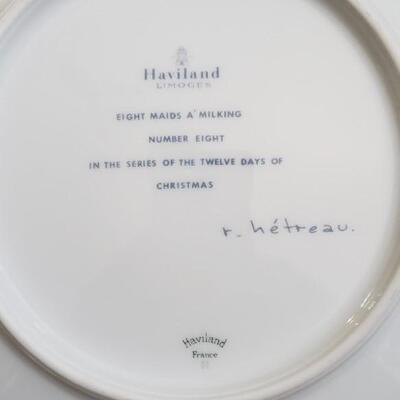 Haviland
LIMOGES
EIGHT MAIDS A' MILKING
NUMBER EIGHT
IN THE SERIES OF THE TWELVE DAYS OF
CHRISTMAS
r. hétreau.
Haviland
France